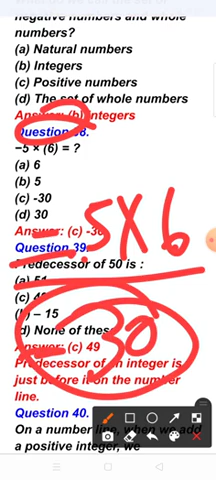 negative numbers and whole
numbers?
(a) Natural numbers
(b) Integers
(c) Positive numbers
(d) The set of whole numbers
Answer: (b) Integers
Question 38.
−5 × (6) = ?
(a) 6
(b) 5
(c) -30
(d) 30
Answer: (c) -30
- 5 X 6
Question 39.
Predecessor of 50 is :
(a) 51
(c) 49
(b) – 15
- 30
(d) None of these
Answer: (c) 49
Predecessor of an integer is
just before it on the number
line.
Question 40.
On a number line, when we add
a positive integer, we